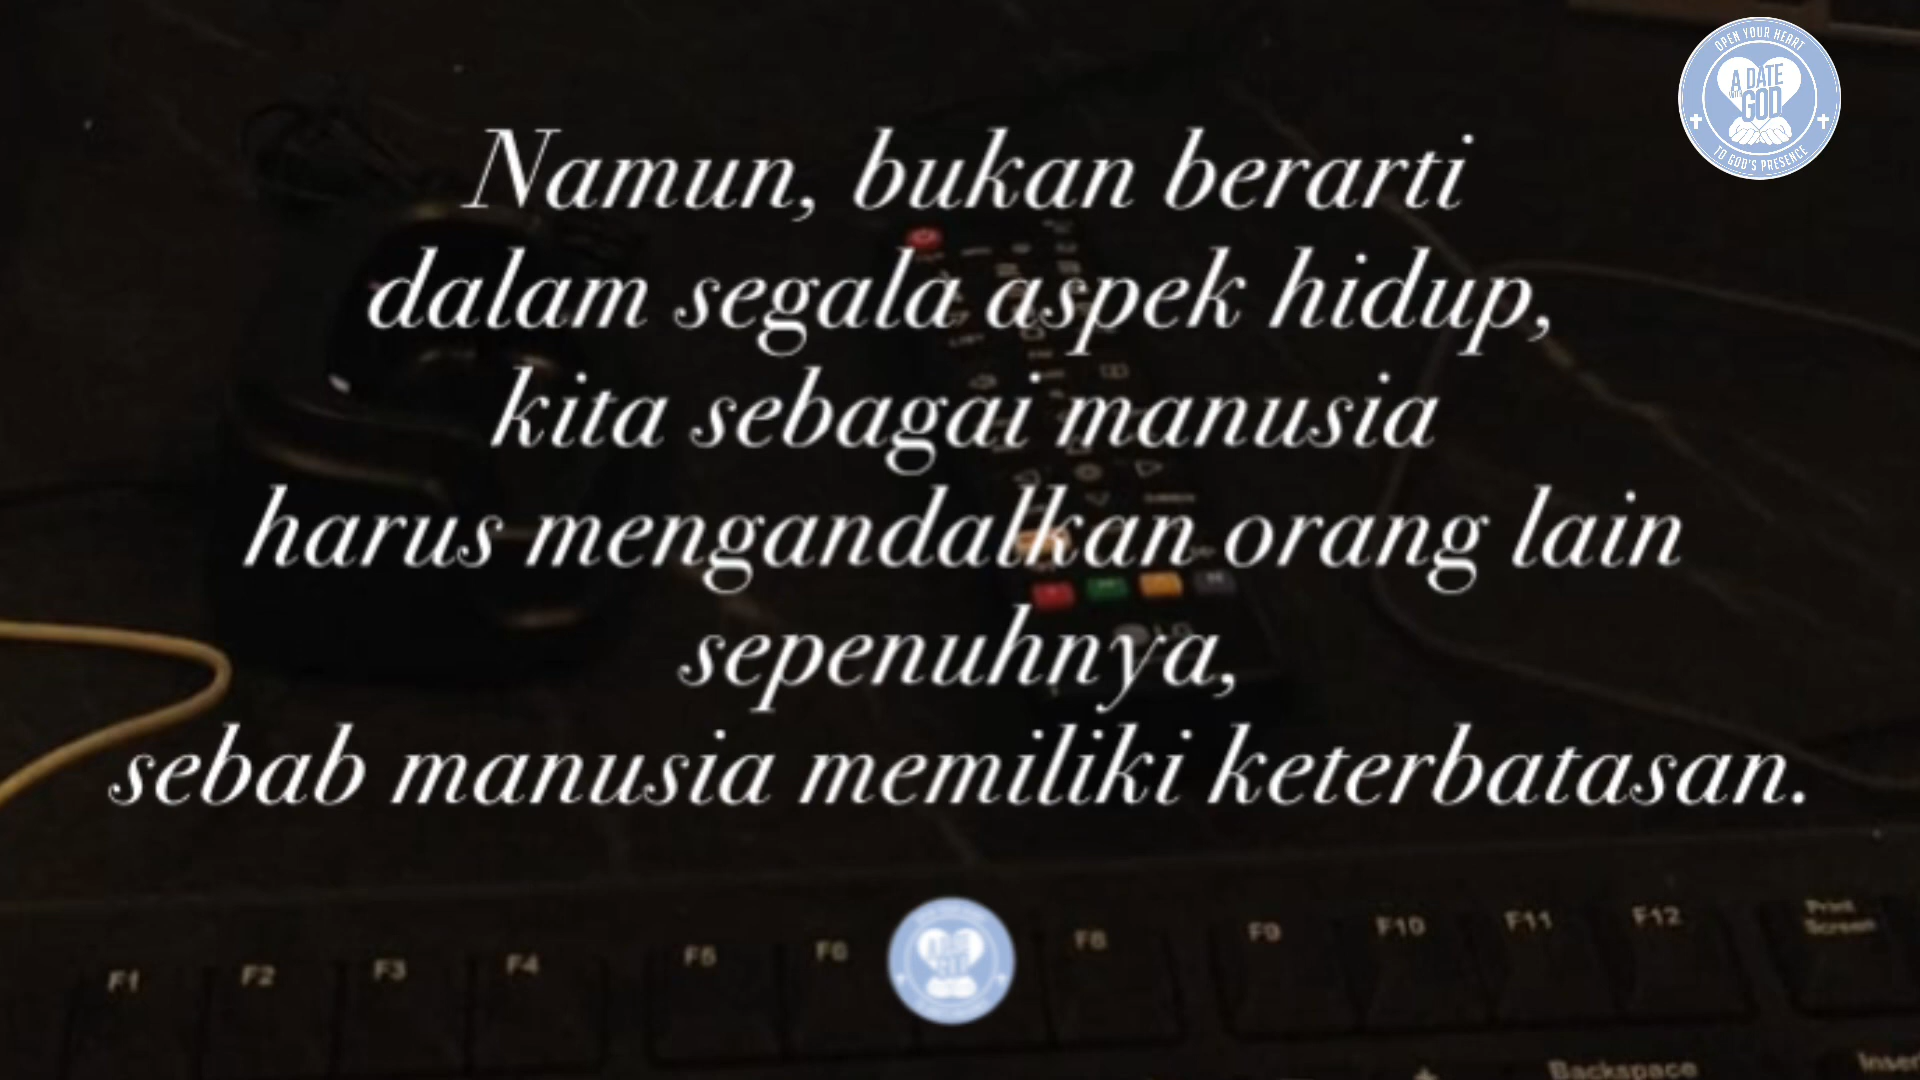 OPEN YOUR HEART
A DATE
WITH
GOD
TO GOD'S PRESENCE
Namun, bukan berarti
dalam segala aspek hidup,
kita sebagai manusia
harus mengandalkan orang lain
sepenuhnya,
sebab manusia memiliki keterbatasan.
LG
F1 F2 F3 F4 F5 F6 F8 F9 F10 F11 F12 Print
Screen
Backspace